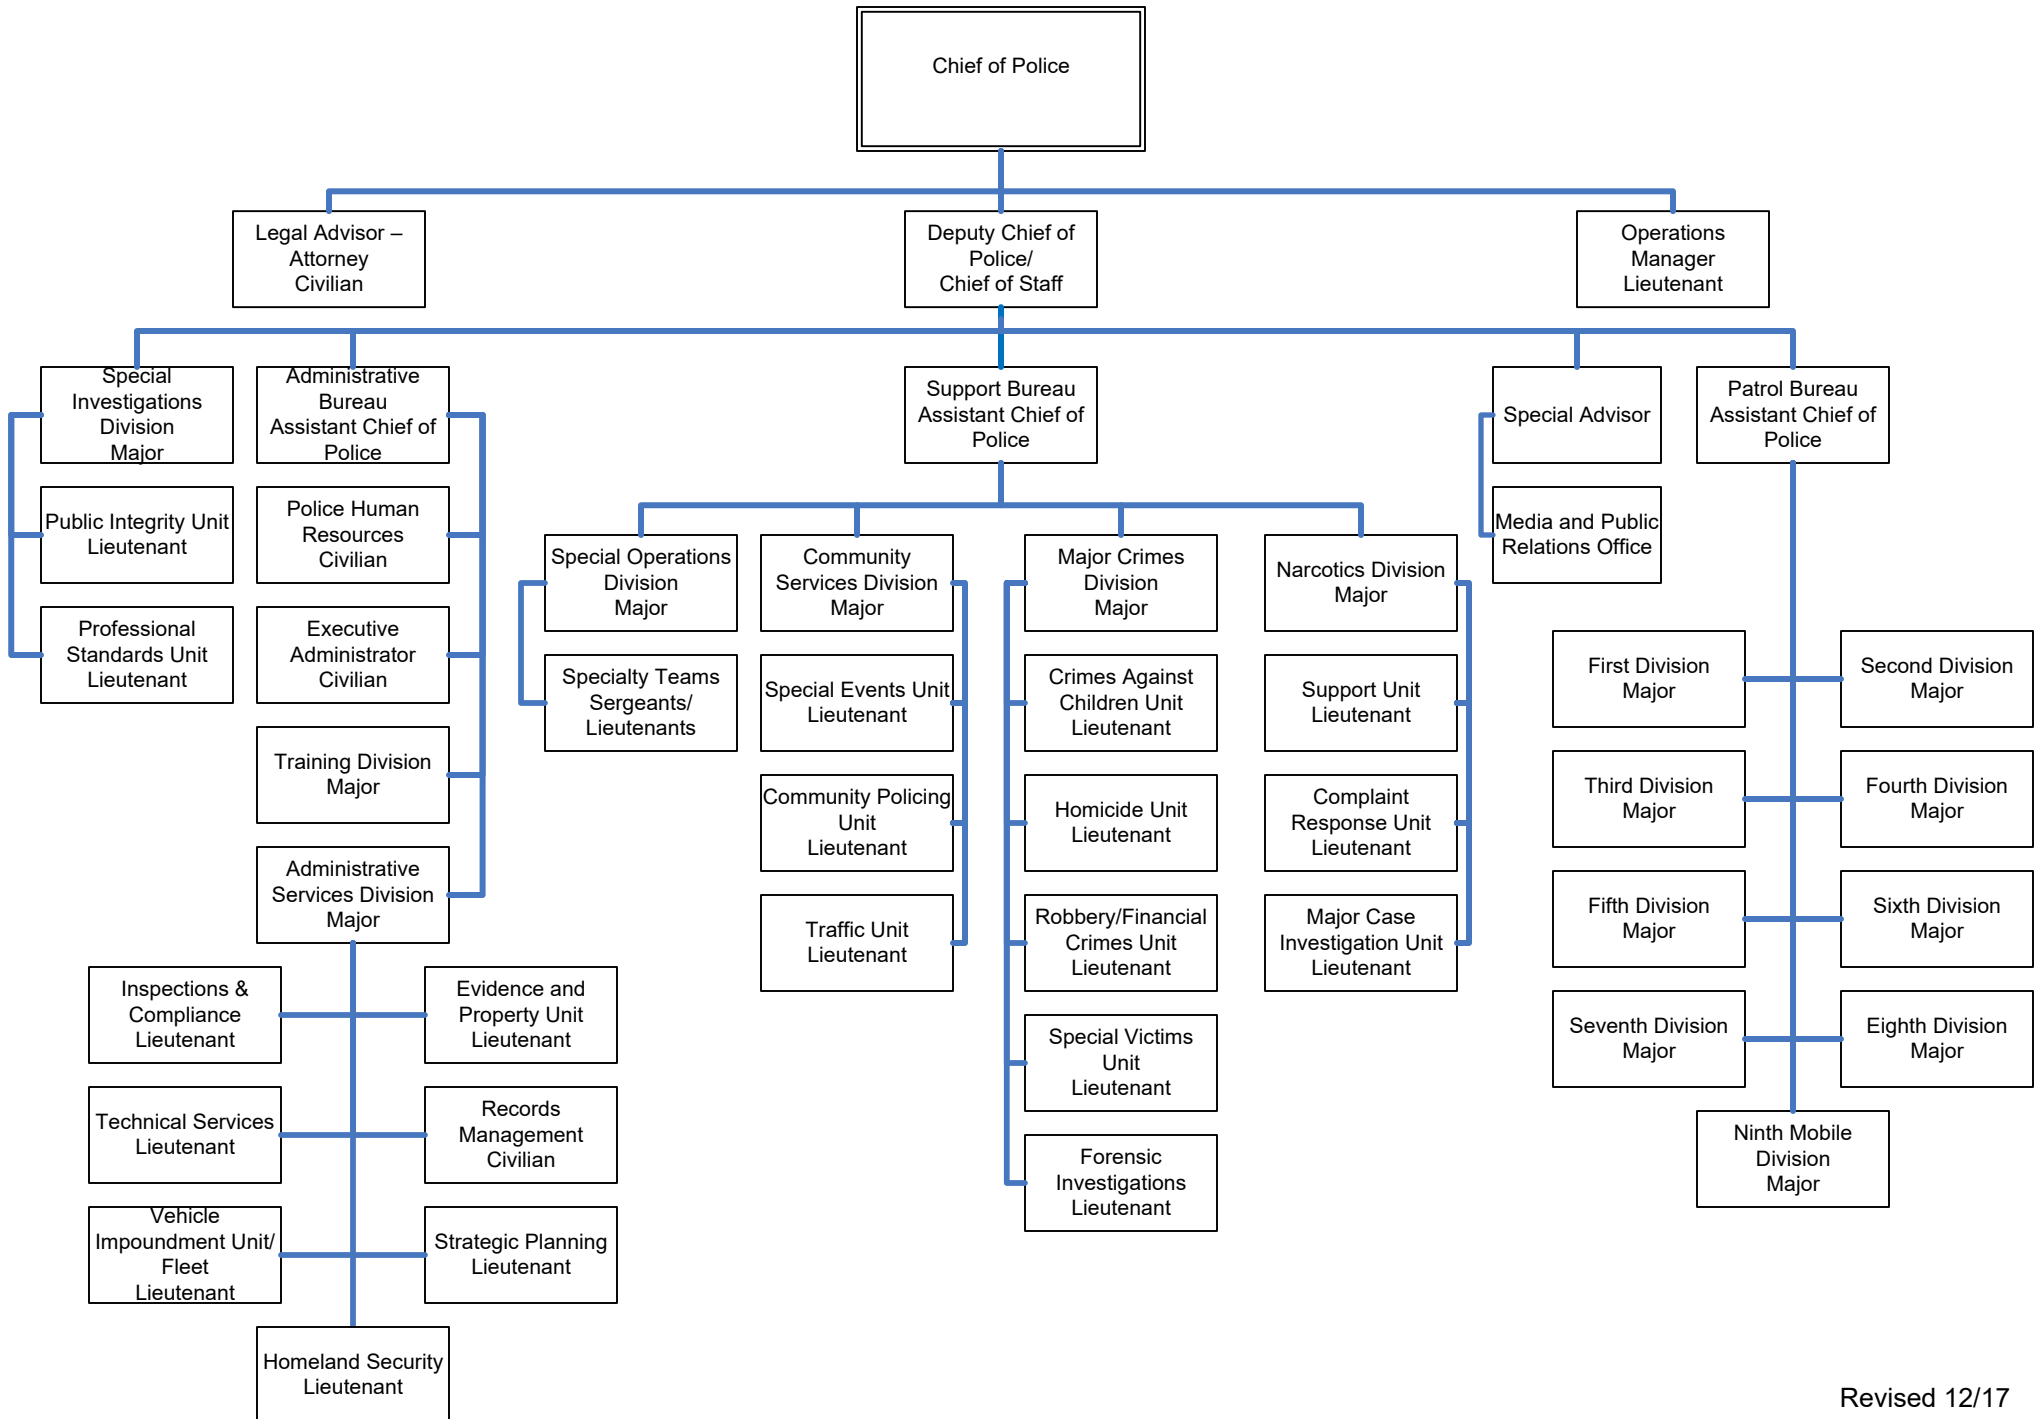 Chief of Police
Legal Advisor –
Attorney
Civilian
Deputy Chief of
Police/
Chief of Staff
Operations
Manager
Lieutenant
Special
Investigations
Division
Major
Administrative
Bureau
Assistant Chief of
Police
Support Bureau
Assistant Chief of
Police
Special Advisor
Patrol Bureau
Assistant Chief of
Police
Public Integrity Unit
Lieutenant
Professional
Standards Unit
Lieutenant
Police Human
Resources
Civilian
Executive
Administrator
Civilian
Training Division
Major
Administrative
Services Division
Major
Inspections &
Compliance
Lieutenant
Evidence and
Property Unit
Lieutenant
Technical Services
Lieutenant
Records
Management
Civilian
Vehicle
Impoundment Unit/
Fleet
Lieutenant
Strategic Planning
Lieutenant
Homeland Security
Lieutenant
Special Operations
Division
Major
Specialty Teams
Sergeants/
Lieutenants
Community
Services Division
Major
Special Events Unit
Lieutenant
Community Policing
Unit
Lieutenant
Traffic Unit
Lieutenant
Major Crimes
Division
Major
Crimes Against
Children Unit
Lieutenant
Homicide Unit
Lieutenant
Robbery/Financial
Crimes Unit
Lieutenant
Special Victims
Unit
Lieutenant
Forensic
Investigations
Lieutenant
Narcotics Division
Major
Support Unit
Lieutenant
Complaint
Response Unit
Lieutenant
Major Case
Investigation Unit
Lieutenant
Media and Public
Relations Office
First Division
Major
Second Division
Major
Third Division
Major
Fourth Division
Major
Fifth Division
Major
Sixth Division
Major
Seventh Division
Major
Eighth Division
Major
Ninth Mobile
Division
Major
Revised 12/17